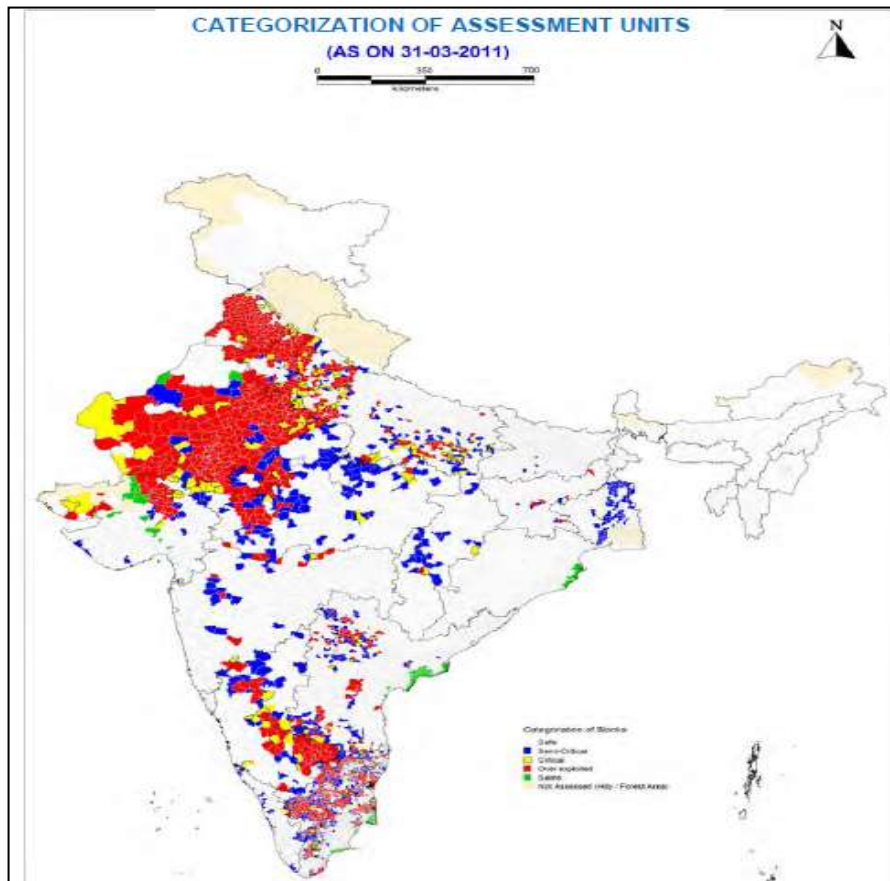 CATEGORIZATION OF ASSESSMENT UNITS
(AS ON 31-03-2011)
N
0 350 700
kilometers
Categorization of Blocks
Safe
Semi-Critical
Critical
Over exploited
Saline
Not Assessed (Hilly / Forest Area)